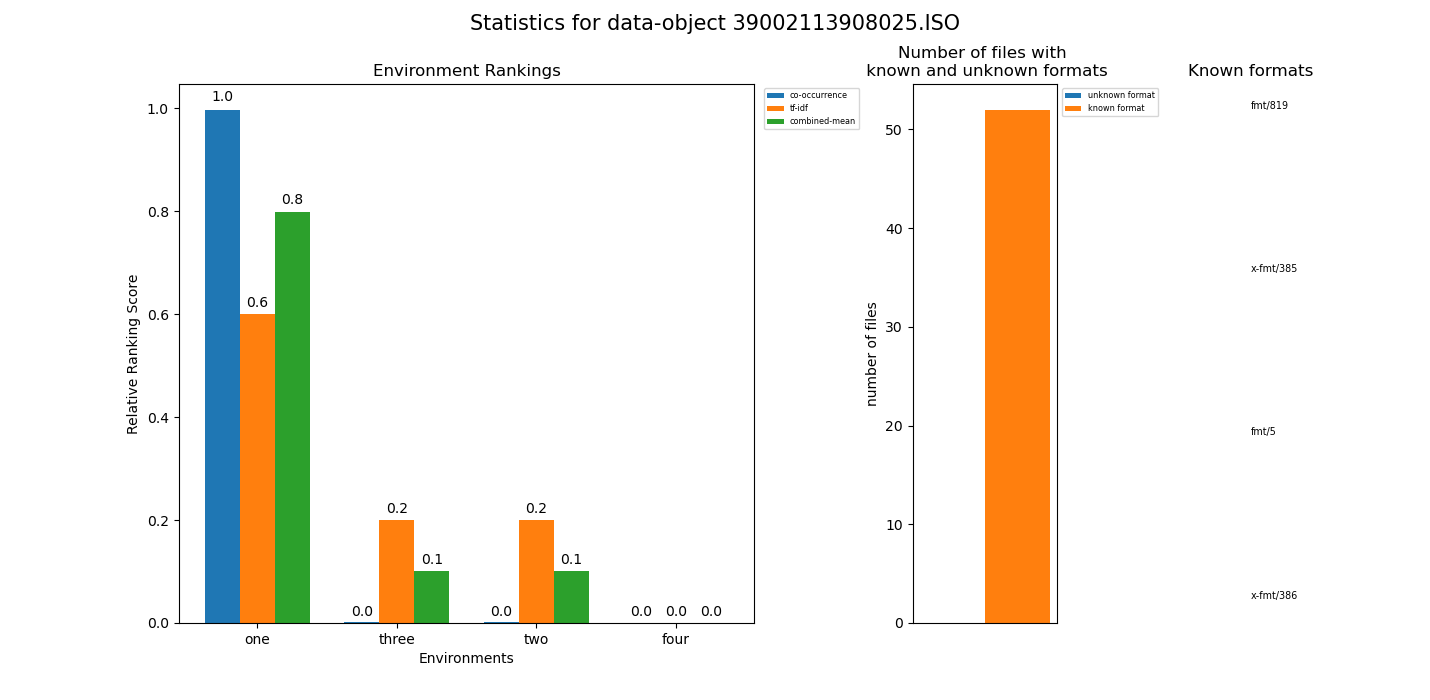 Statistics for data-object 39002113908025.ISO
Environment Rankings
1.0
0.8
0.6
0.4
0.2
0.0
Relative Ranking Score
1.0
0.6
0.8
0.0
0.2
0.1
0.0
0.2
0.1
0.0
0.0
0.0
one
three
two
four
Environments
co-occurrence
tf-idf
combined-mean
Number of files with
known and unknown formats
50
40
30
20
10
0
number of files
unknown format
known format
Known formats
fmt/819
x-fmt/385
fmt/5
x-fmt/386